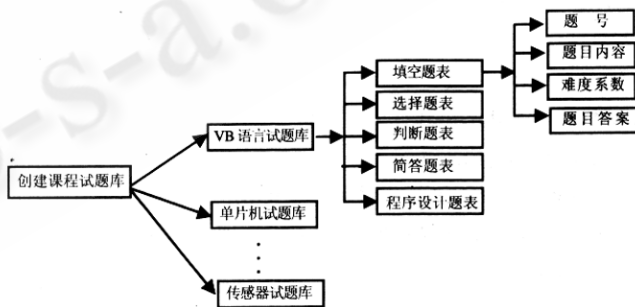 创建课程试题库
VB 语言试题库
单片机试题库
传感器试题库
填空题表
选择题表
判断题表
简答题表
程序设计题表
题 号
题目内容
难度系数
题目答案